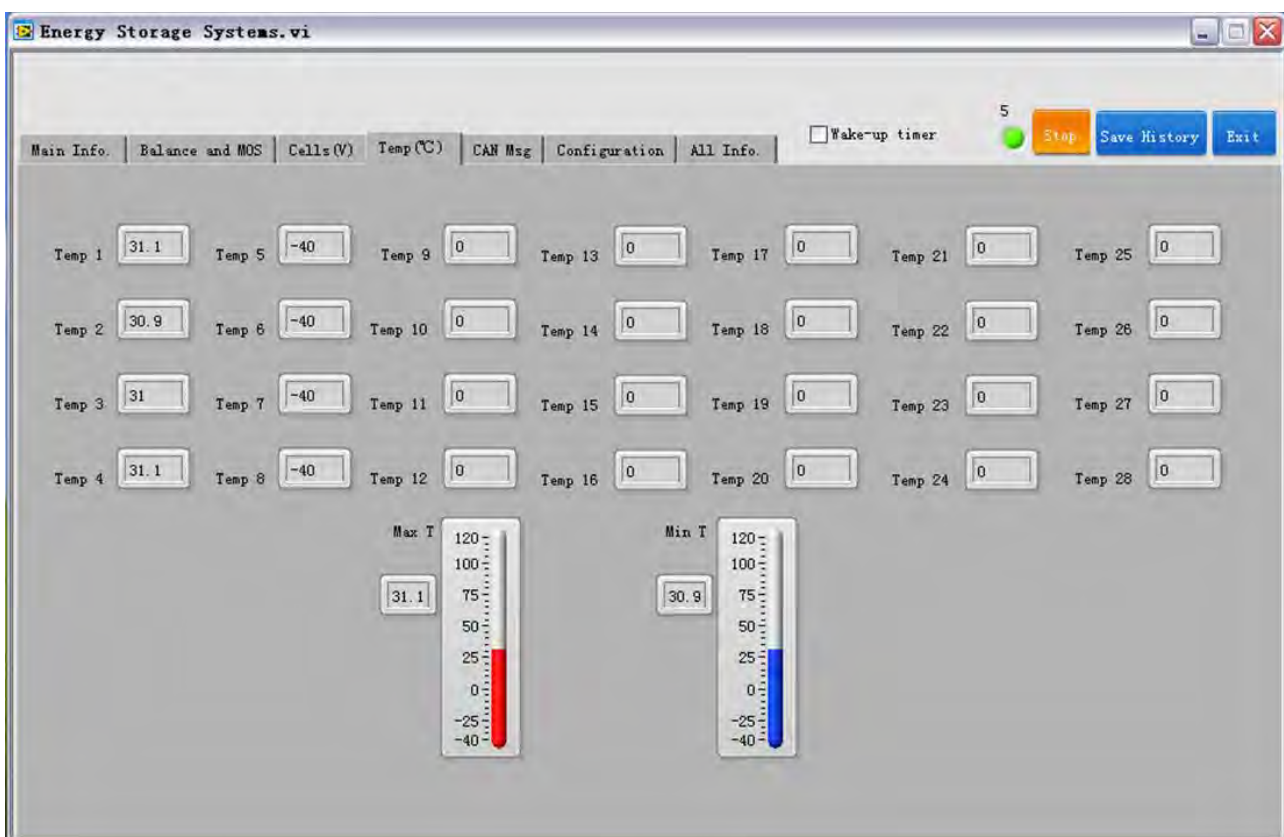 Energy Storage Systems.vi
5
Wake-up timer
Stop
Save History
Exit
Main Info.
Balance and MOS
Cells(V)
Temp(℃)
CAN Msg
Configuration
All Info.
Temp 1 31.1 Temp 5 -40 Temp 9 0 Temp 13 0 Temp 17 0 Temp 21 0 Temp 25 0
Temp 2 30.9 Temp 6 -40 Temp 10 0 Temp 14 0 Temp 18 0 Temp 22 0 Temp 26 0
Temp 3 31 Temp 7 -40 Temp 11 0 Temp 15 0 Temp 19 0 Temp 23 0 Temp 27 0
Temp 4 31.1 Temp 8 -40 Temp 12 0 Temp 16 0 Temp 20 0 Temp 24 0 Temp 28 0
Max T
31.1
120
100
75
50
25
0
-25
-40
Min T
30.9
120
100
75
50
25
0
-25
-40